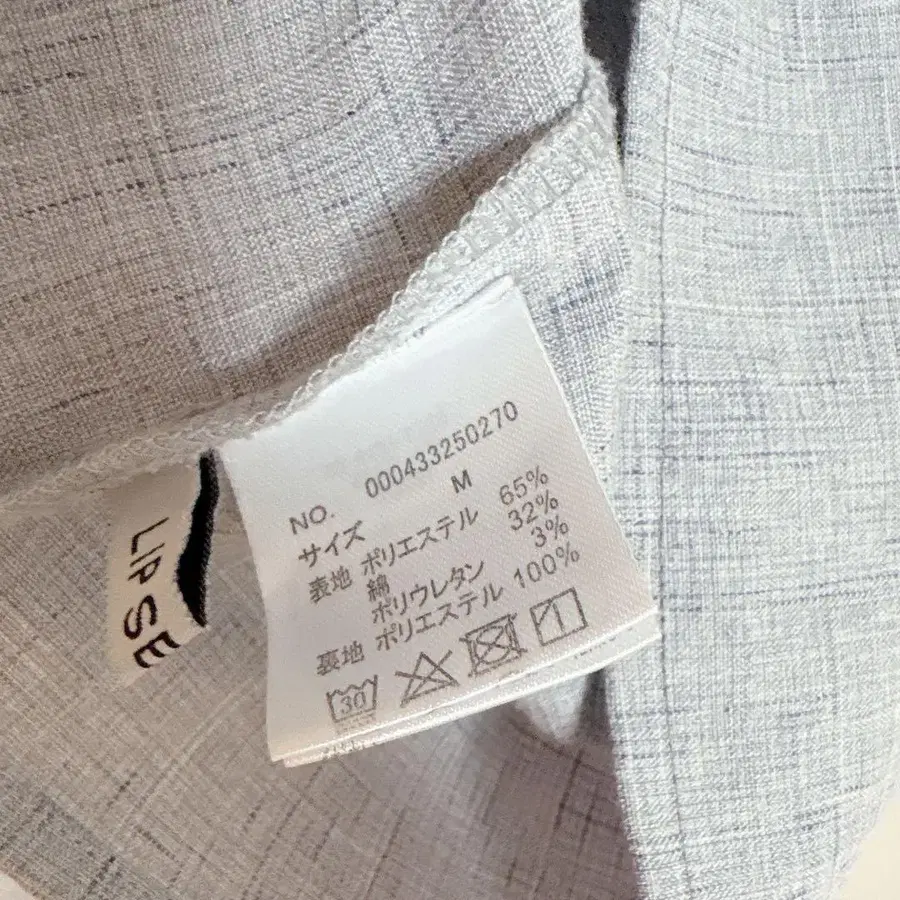 NO. 000433250270
サイズ M
表地 ポリエステル 65%
綿 32%
ポリウレタン 3%
裏地 ポリエステル 100%
30
LIP SE